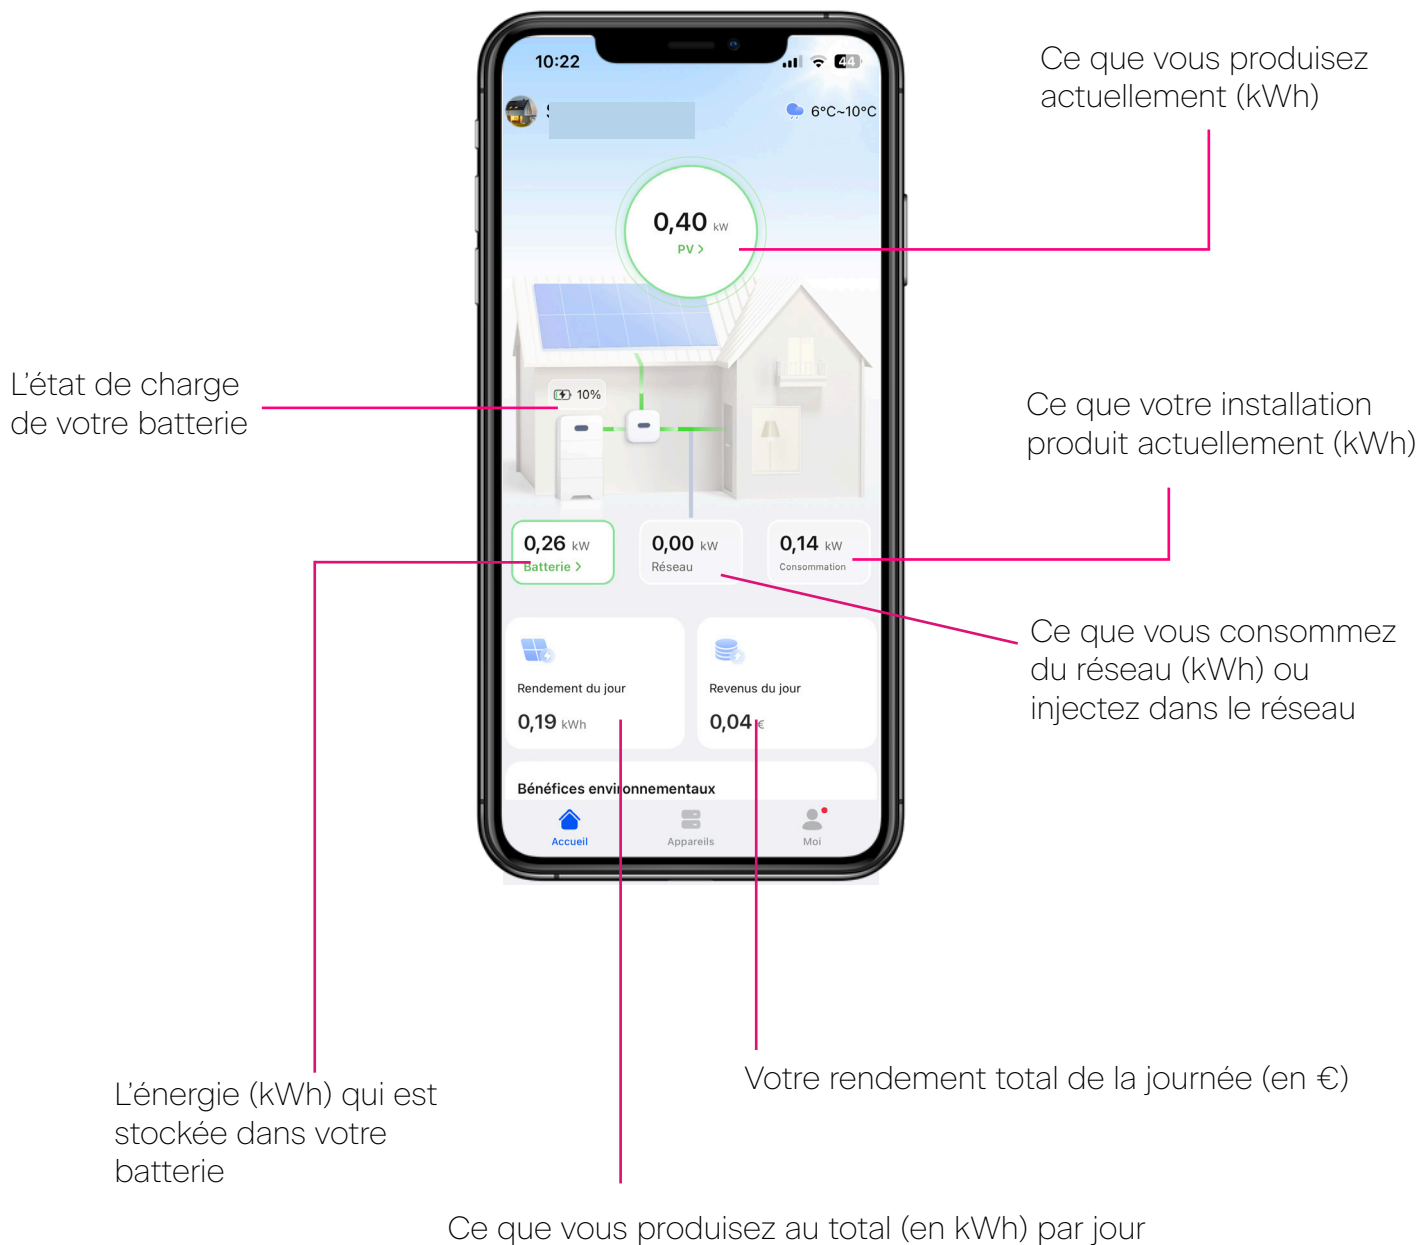 10:22
44
6°C~10°C
0,40 kW
PV >
10%
0,26 kW
Batterie >
0,00 kW
Réseau
0,14 kW
Consommation
Rendement du jour
0,19 kWh
Revenus du jour
0,04 €
Bénéfices environnementaux
Accueil
Appareils
Moi
Ce que vous produisez
actuellement (kWh)
L'état de charge
de votre batterie
Ce que votre installation
produit actuellement (kWh)
Ce que vous consommez
du réseau (kWh) ou
injectez dans le réseau
L'énergie (kWh) qui est
stockée dans votre
batterie
Votre rendement total de la journée (en €)
Ce que vous produisez au total (en kWh) par jour